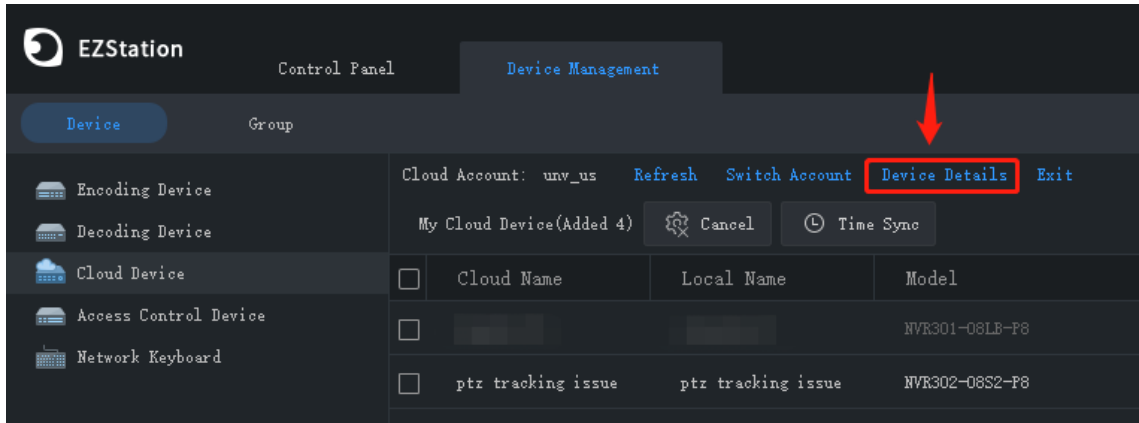 EZStation
Control Panel Device Management
Device Group
Cloud Account: unv_us Refresh Switch Account Device Details Exit
Encoding Device
My Cloud Device(Added 4) Cancel Time Sync
Decoding Device
Cloud Device
Cloud Name Local Name Model
Access Control Device
NVR301-08LB-P8
Network Keyboard
ptz tracking issue ptz tracking issue NVR302-08S2-P8